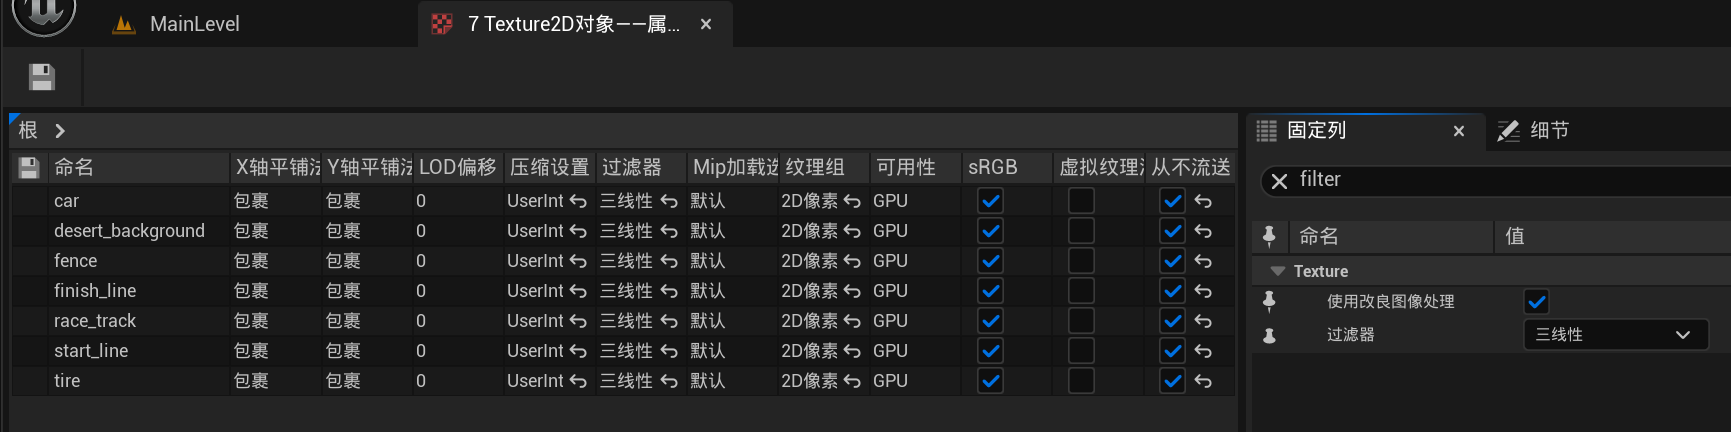 MainLevel
7 Texture2D对象——属...
根
固定列
细节
filter
命名 X轴平铺法 Y轴平铺法 LOD偏移 压缩设置 过滤器 Mip加载选 纹理组 可用性 sRGB 虚拟纹理 从不流送
car 包裹 包裹 0 UserInt 三线性 默认 2D像素 GPU
desert_background 包裹 包裹 0 UserInt 三线性 默认 2D像素 GPU
fence 包裹 包裹 0 UserInt 三线性 默认 2D像素 GPU
finish_line 包裹 包裹 0 UserInt 三线性 默认 2D像素 GPU
race_track 包裹 包裹 0 UserInt 三线性 默认 2D像素 GPU
start_line 包裹 包裹 0 UserInt 三线性 默认 2D像素 GPU
tire 包裹 包裹 0 UserInt 三线性 默认 2D像素 GPU
命名 值
Texture
使用改良图像处理
过滤器 三线性